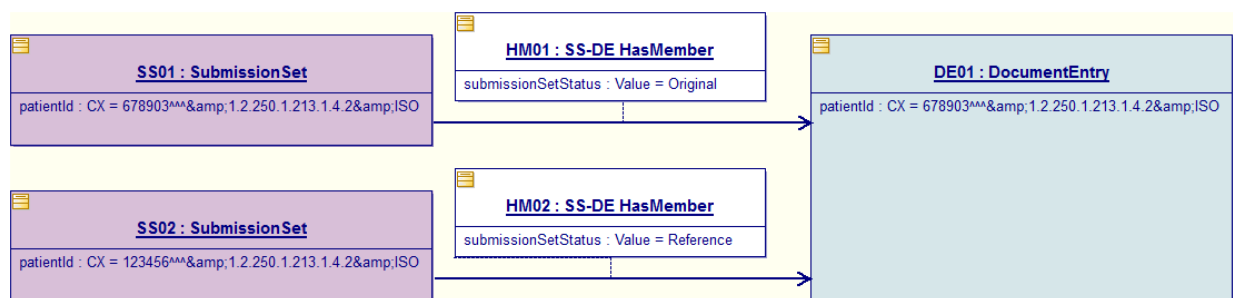 HM01 : SS-DE HasMember
submissionSetStatus : Value = Original
SS01 : SubmissionSet
patientId : CX = 678903^^^&amp;1.2.250.1.213.1.4.2&amp;ISO
DE01 : DocumentEntry
patientId : CX = 678903^^^&amp;1.2.250.1.213.1.4.2&amp;ISO
HM02 : SS-DE HasMember
submissionSetStatus : Value = Reference
SS02 : SubmissionSet
patientId : CX = 123456^^^&amp;1.2.250.1.213.1.4.2&amp;ISO